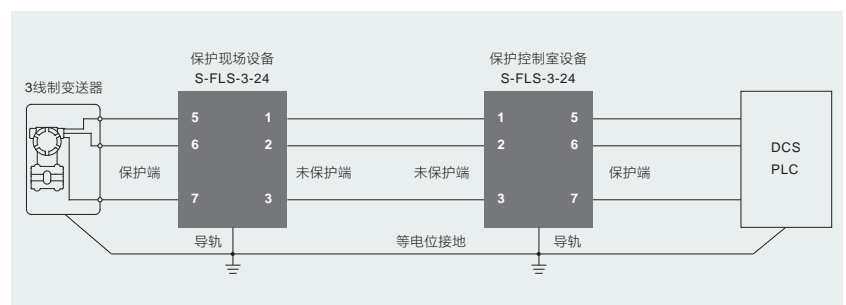 保护现场设备
S-FLS-3-24
保护控制室设备
S-FLS-3-24
3线制变送器
5 1
1 5
6 2
2 6
DCS
PLC
保护端
未保护端
未保护端
保护端
7 3
3 7
导轨
等电位接地
导轨